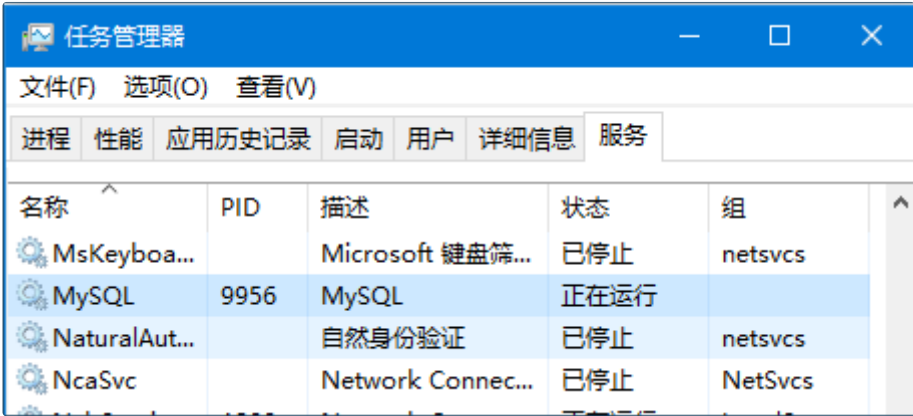 任务管理器
文件(F) 选项(O) 查看(V)
进程 性能 应用历史记录 启动 用户 详细信息 服务
名称 PID 描述 状态 组
MsKeyboa... Microsoft 键盘筛... 已停止 netsvcs
MySQL 9956 MySQL 正在运行
NaturalAut... 自然身份验证 已停止 netsvcs
NcaSvc Network Connec... 已停止 NetSvcs